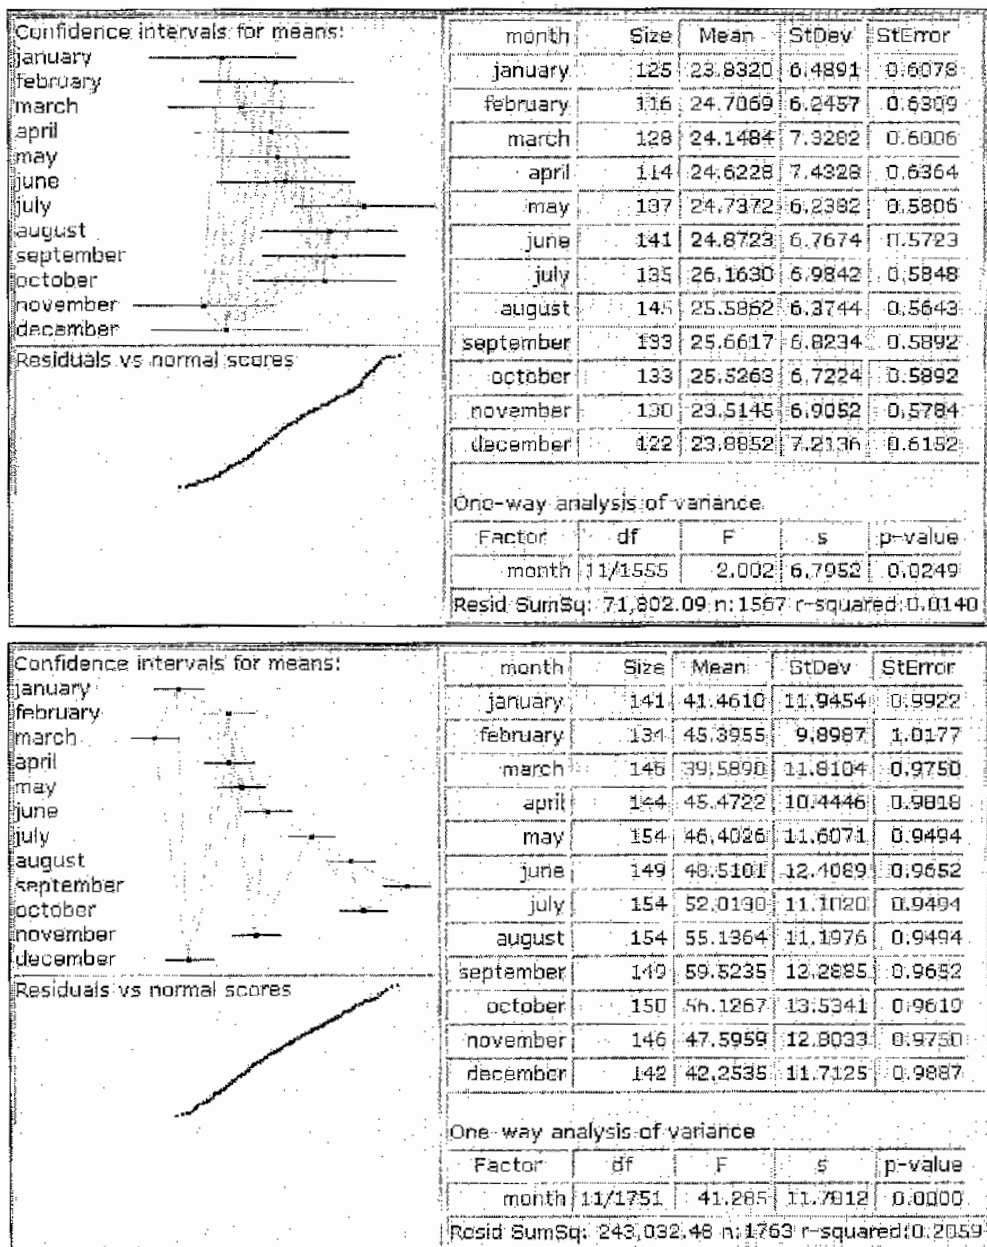 Confidence intervals for means:
january
february
march
april
may
june
july
august
september
october
november
december
Residuals vs normal scores
month Size Mean StDev StError
january 125 23.8320 6.4891 0.6078
february 116 24.7069 6.2457 0.6309
march 128 24.1484 7.3282 0.6006
april 114 24.6228 7.4328 0.6364
may 137 24.7372 6.2382 0.5806
june 141 24.8723 6.7674 0.5723
july 135 26.1630 6.9842 0.5848
august 145 25.5862 6.3744 0.5643
september 133 25.6617 6.8234 0.5892
october 133 25.5263 6.7224 0.5892
november 138 23.5145 6.9052 0.5784
december 122 23.8852 7.2136 0.6152
One-way analysis of variance
Factor df F s p-value
month 11/1555 2.002 6.7952 0.0249
Resid SumSq: 71,802.09 n:1567 r-squared:0.0140
Confidence intervals for means:
january
february
march
april
may
june
july
august
september
october
november
december
Residuals vs normal scores
month Size Mean StDev StError
january 141 41.4610 11.9454 0.9922
february 134 45.3955 9.8987 1.0177
march 146 39.5890 11.8104 0.9750
april 144 45.4722 10.4446 0.9818
may 154 46.4026 11.6071 0.9494
june 149 48.5101 12.4089 0.9652
july 154 52.0130 11.1020 0.9494
august 154 55.1364 11.1976 0.9494
september 149 59.5235 12.2885 0.9652
october 150 56.1267 13.5341 0.9619
november 146 47.5959 12.8033 0.9750
december 142 42.2535 11.7125 0.9887
One-way analysis of variance
Factor df F s p-value
month 11/1751 41.285 11.7812 0.0000
Resid SumSq: 243,032.48 n:1763 r-squared:0.2059